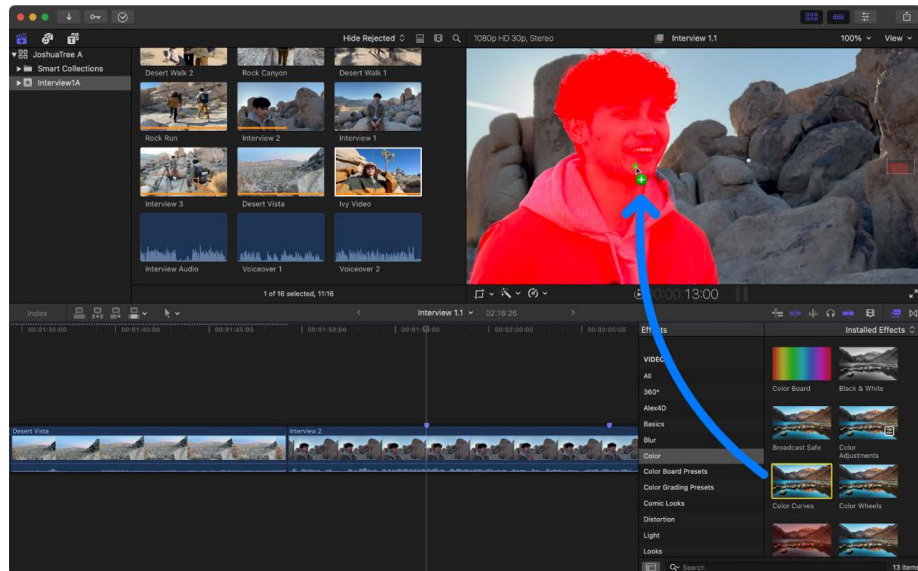 Hide Rejected
1080p HD 30p, Stereo
Interview 1.1
100%
View
JoshuaTree A
Smart Collections
Interview1A
Desert Walk 2
Rock Canyon
Desert Walk 1
Rock Run
Interview 2
Interview 1
Interview 3
Desert Vista
Ivy Video
Interview Audio
Voiceover 1
Voiceover 2
1 of 16 selected, 11:16
13:00
Index
Interview 1.1
02:16:26
Effects
Installed Effects
00:01:35:00
00:01:40:00
00:01:45:00
00:01:50:00
00:02:00:00
VIDEO
All
360°
Alex4D
Basics
Blur
Color
Color Board Presets
Color Grading Presets
Comic Looks
Distortion
Light
Looks
Color Board
Black & White
Broadcast Safe
Color
Adjustments
Color Curves
Color Wheels
Desert Vista
Interview 2
Search
13 items